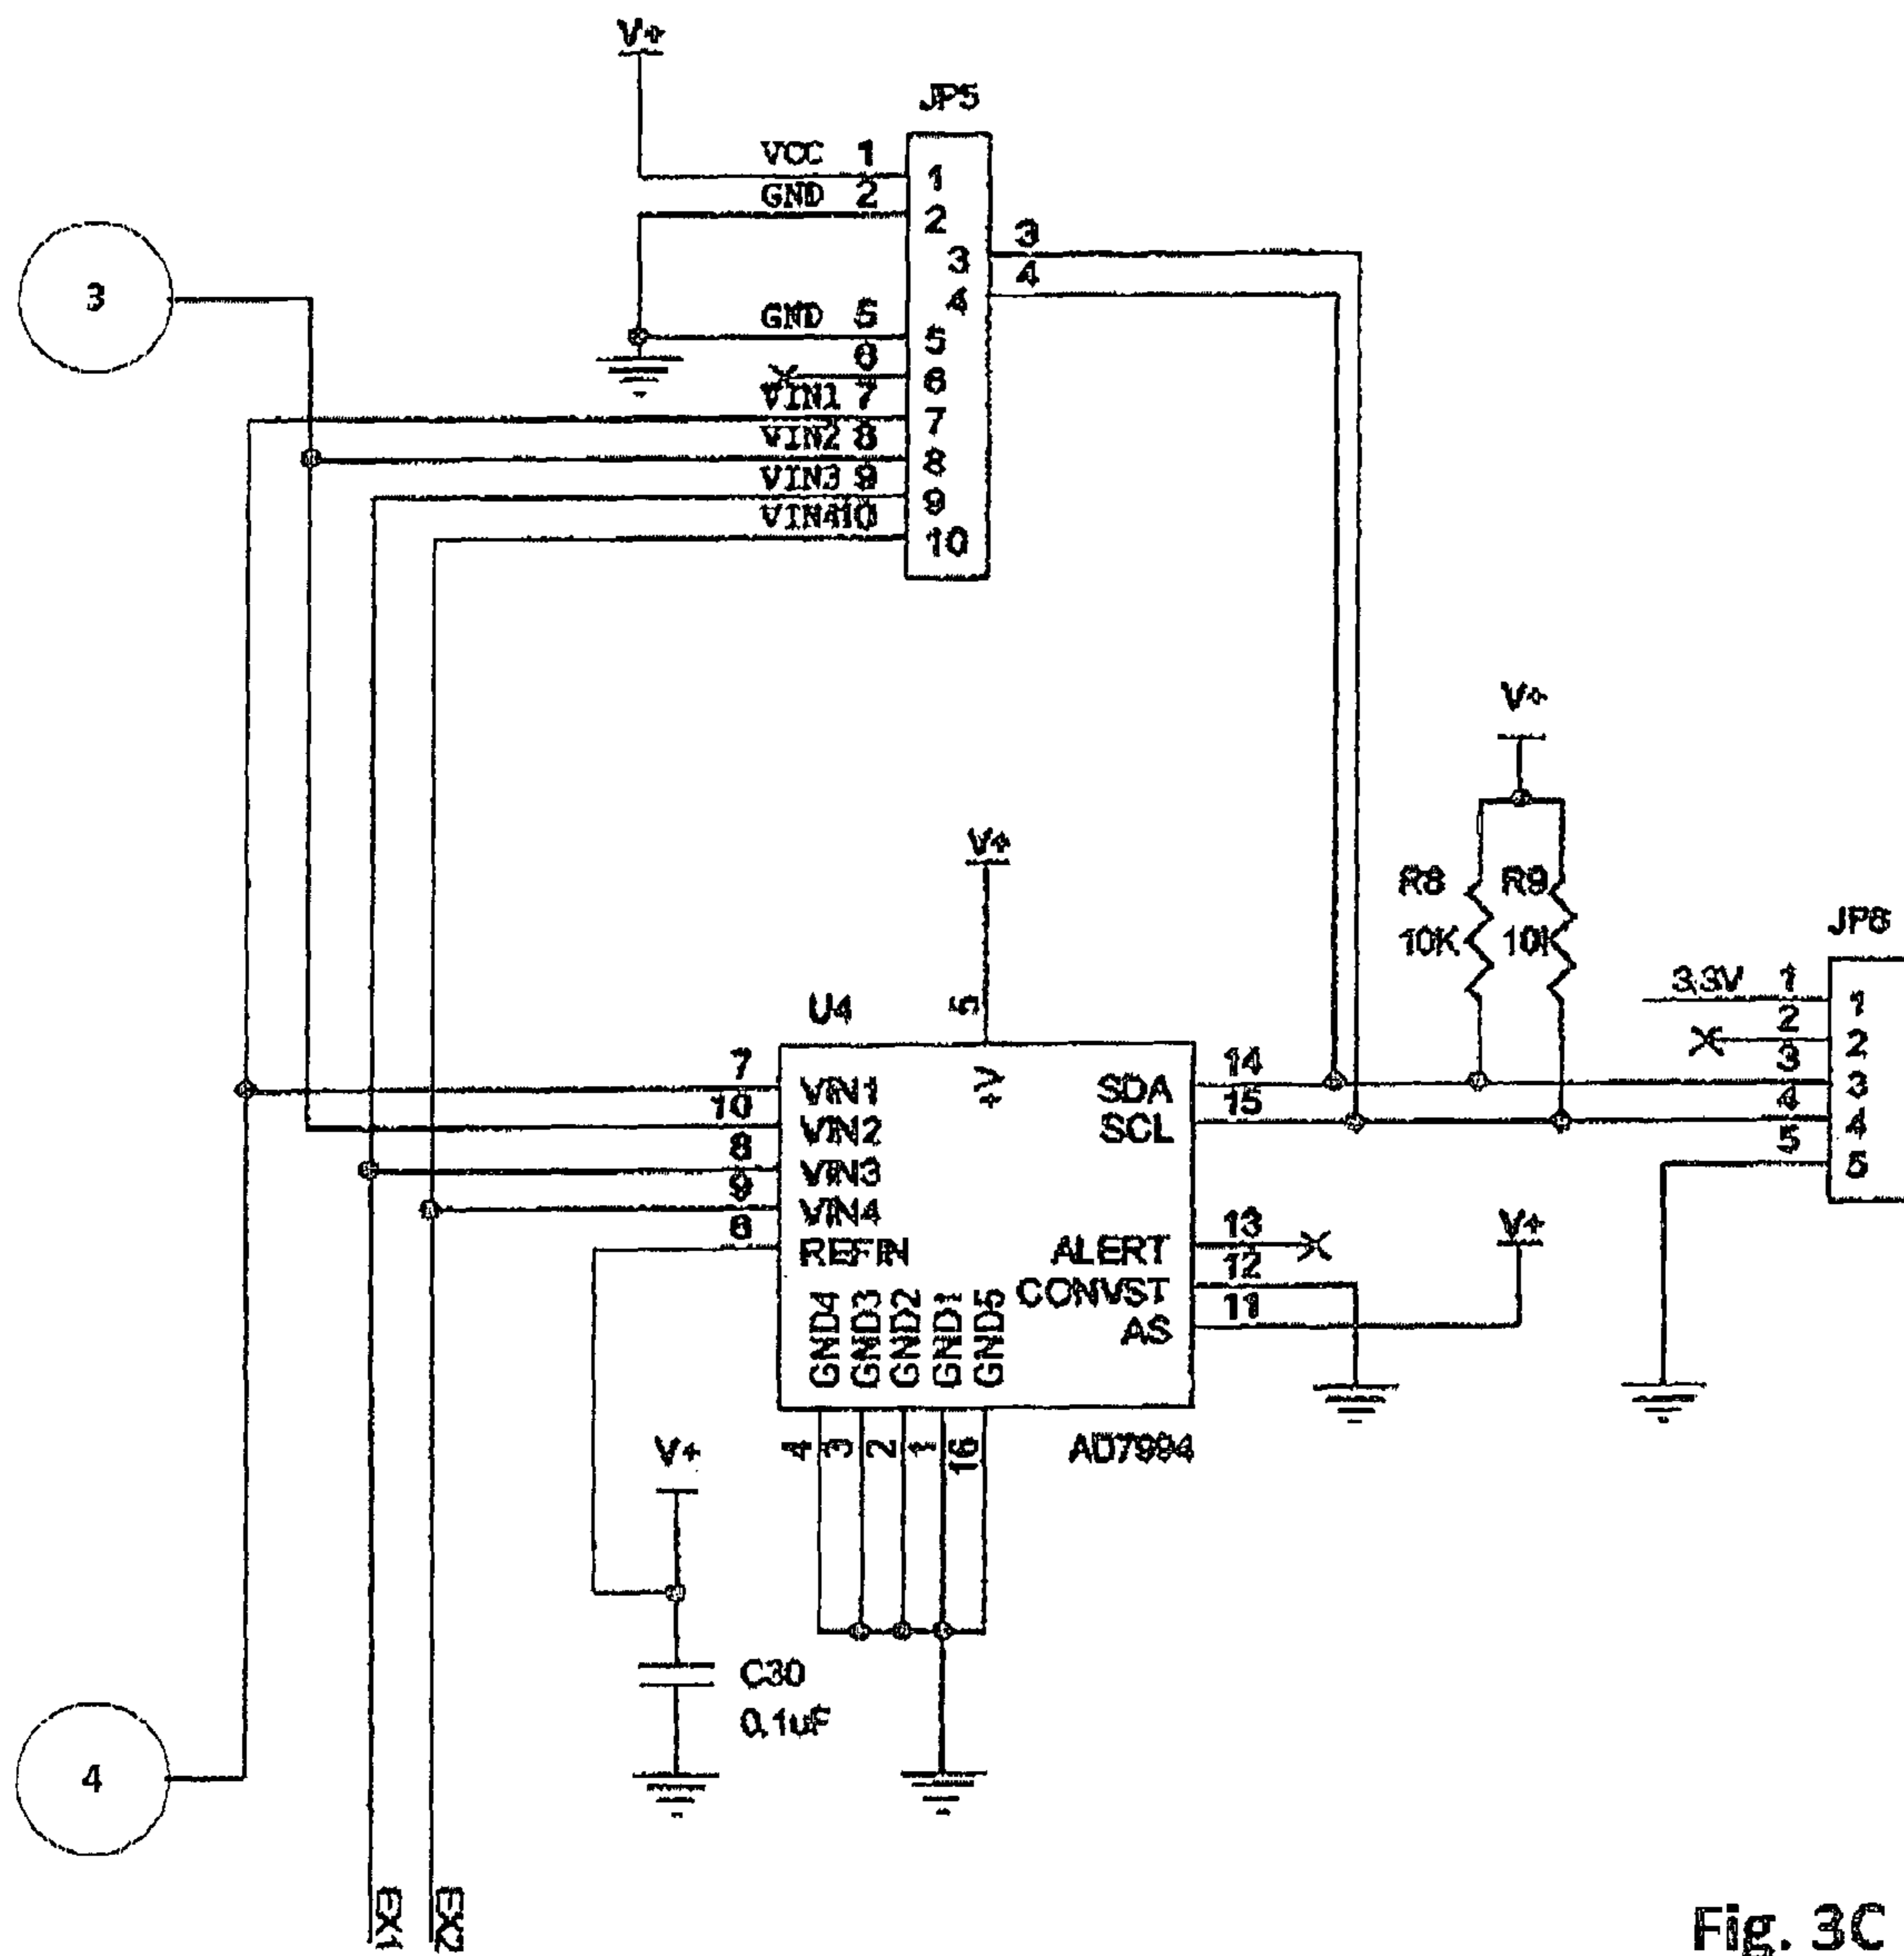 V+
JP5
VCC 1
1
GND 2
2
3
3
3
4
4
GND 5
5
6
6
VIN1 7
7
VIN2 8
8
VIN3 9
9
VIN4 10
10
V+
V+
R8
R9
10K
10K
JP6
3.3V 1
1
2
2
3
3
4
4
5
5
U4
5
+V
7
VIN1
10
VIN2
8
VIN3
9
VIN4
6
REFIN
SDA
14
SCL
15
ALERT
13
CONVST
12
AS
11
V+
GND4
GND3
GND2
GND1
GND5
4
3
2
1
16
AD7994
V+
C30
0.1uF
4
EX1
EX2
Fig. 3C